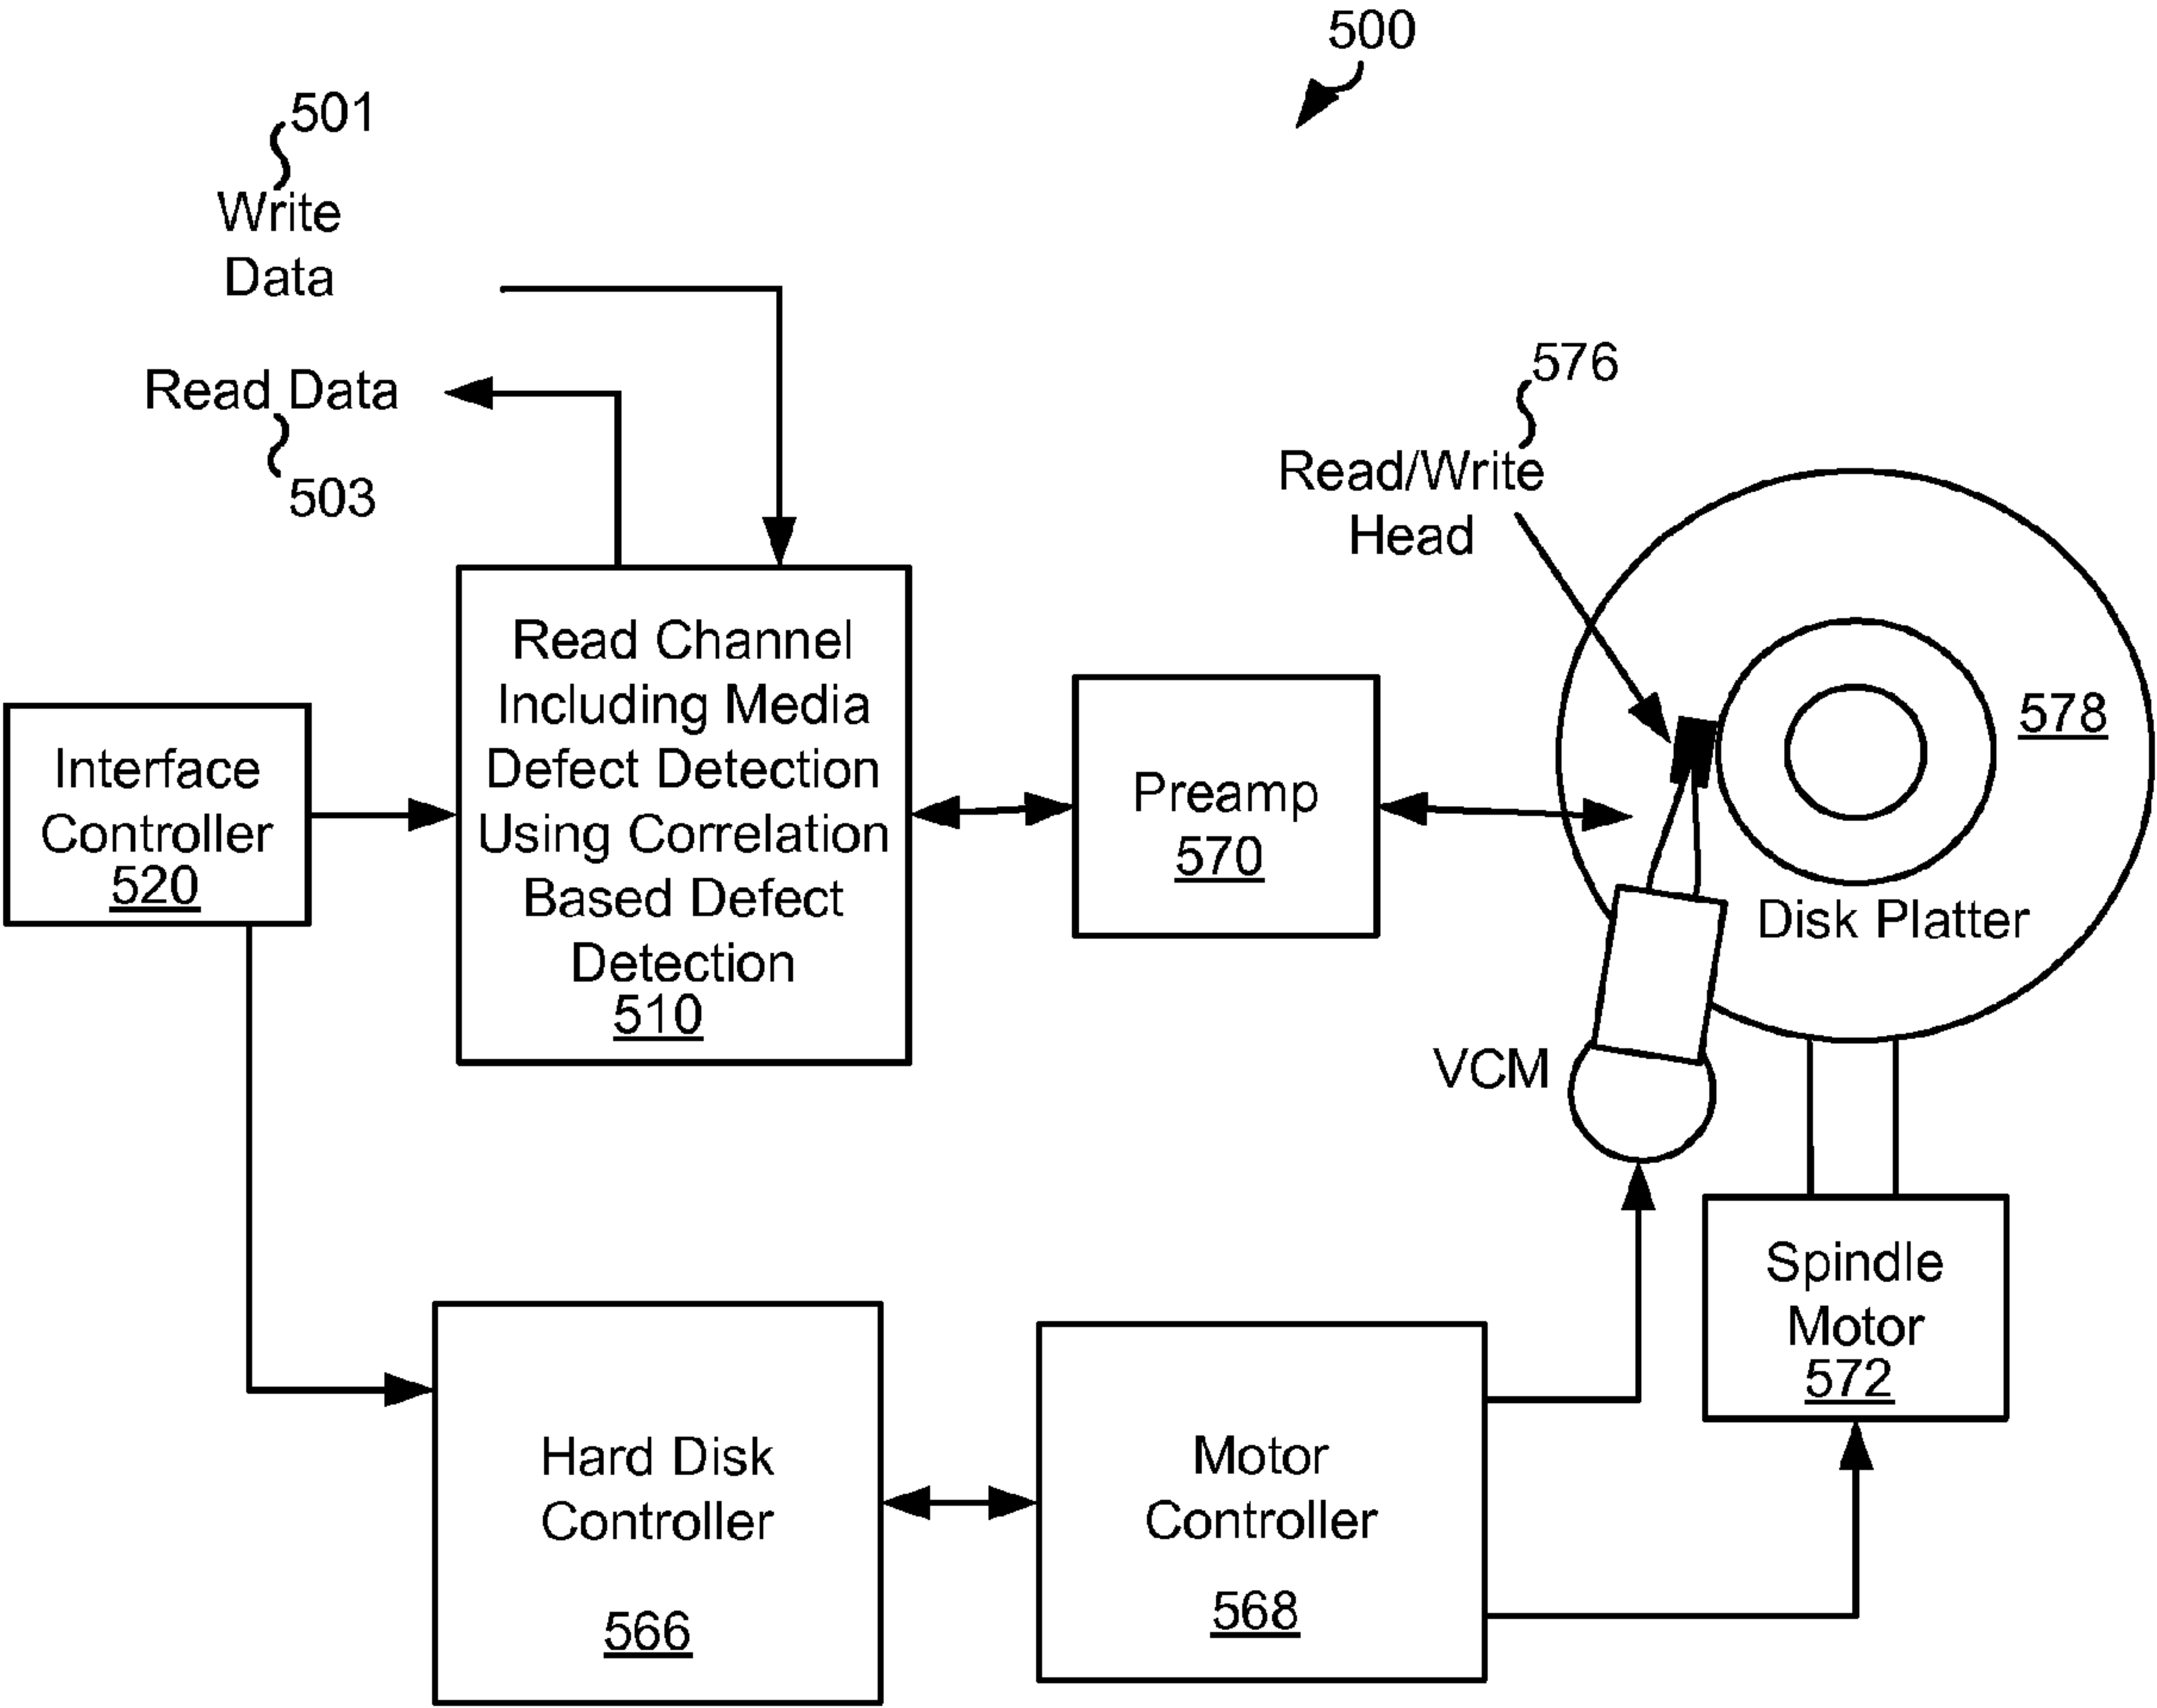 500
501
Write
Data
Read Data
503
576
Read/Write
Head
Read Channel
Including Media
Defect Detection
Using Correlation
Based Defect
Detection
510
Interface
Controller
520
Preamp
570
578
Disk Platter
VCM
Spindle
Motor
572
Hard Disk
Controller
566
Motor
Controller
568